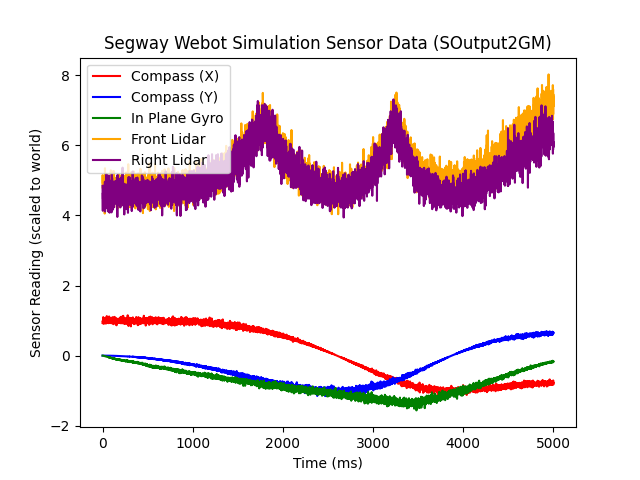 Segway Webot Simulation Sensor Data (SOutput2GM)
Compass (X)
Compass (Y)
In Plane Gyro
Front Lidar
Right Lidar
Sensor Reading (scaled to world)
8
6
4
2
0
−2
0 1000 2000 3000 4000 5000
Time (ms)